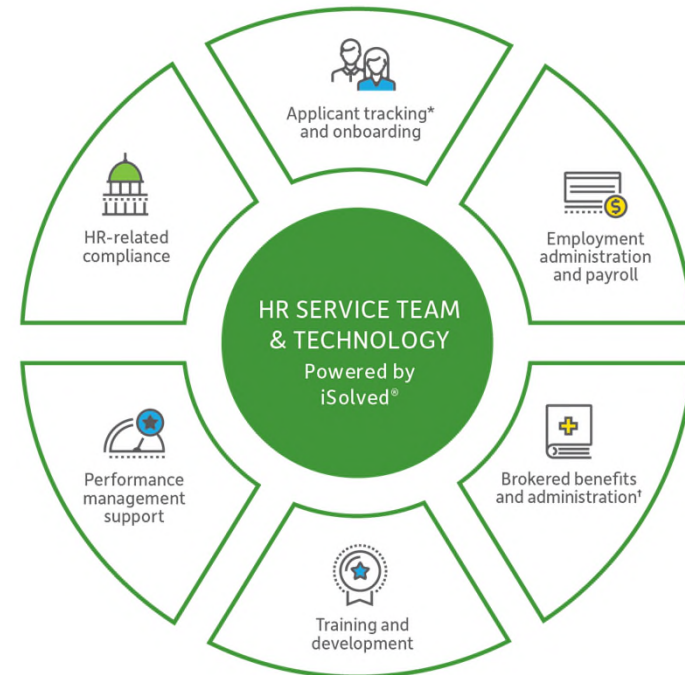 Applicant tracking*
and onboarding
Employment
administration
and payroll
Brokered benefits
and administration†
Training and
development
Performance
management
support
HR-related
compliance
HR SERVICE TEAM
& TECHNOLOGY
Powered by
iSolved®
$